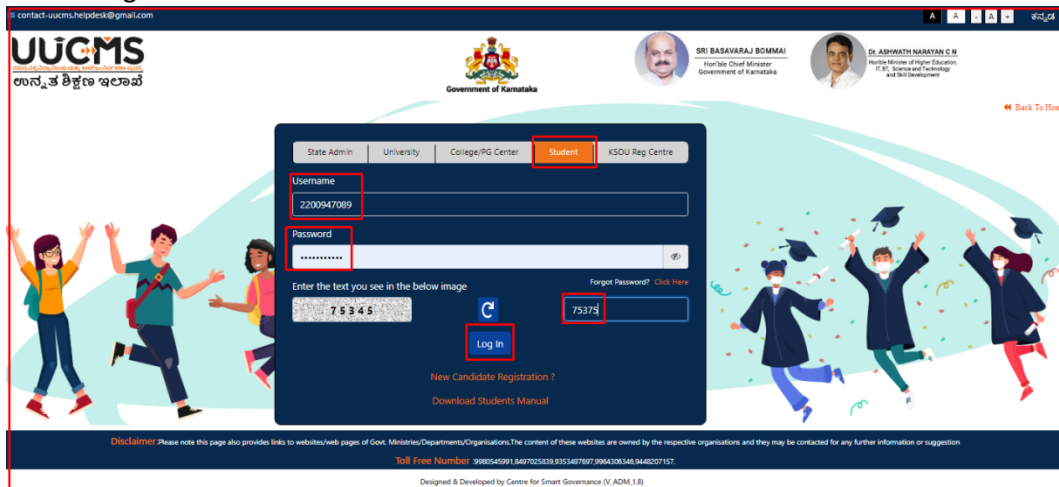 contact-uucms.helpdesk@gmail.com
A A - A + ಕನ್ನಡ
UUCMS
ಉನ್ನತ ಶಿಕ್ಷಣ ಇಲಾಖೆ
Government of Karnataka
SRI BASAVARAJ BOMMAI
Hon'ble Chief Minister
Government of Karnataka
Dr. ASHWATH NARAYAN C N
Hon'ble Minister of Higher Education,
IT, BT, Science and Technology
and Skill Development
Back To Hom
State Admin University College/PG Center Student KSOU Reg Centre
Username
2200947089
Password
Forgot Password? Click Here
Enter the text you see in the below image
75345 75375
Log In
New Candidate Registration ?
Download Students Manual
Disclaimer:Please note this page also provides links to websites/web pages of Govt. Ministries/Departments/Organisations.The content of these websites are owned by the respective organisations and they may be contacted for any further information or suggestion
Toll Free Number :9980545991,8497025839,9353497697,9964306346,9448207157.
Designed & Developed by Centre for Smart Governance (V_ADM_1.8)